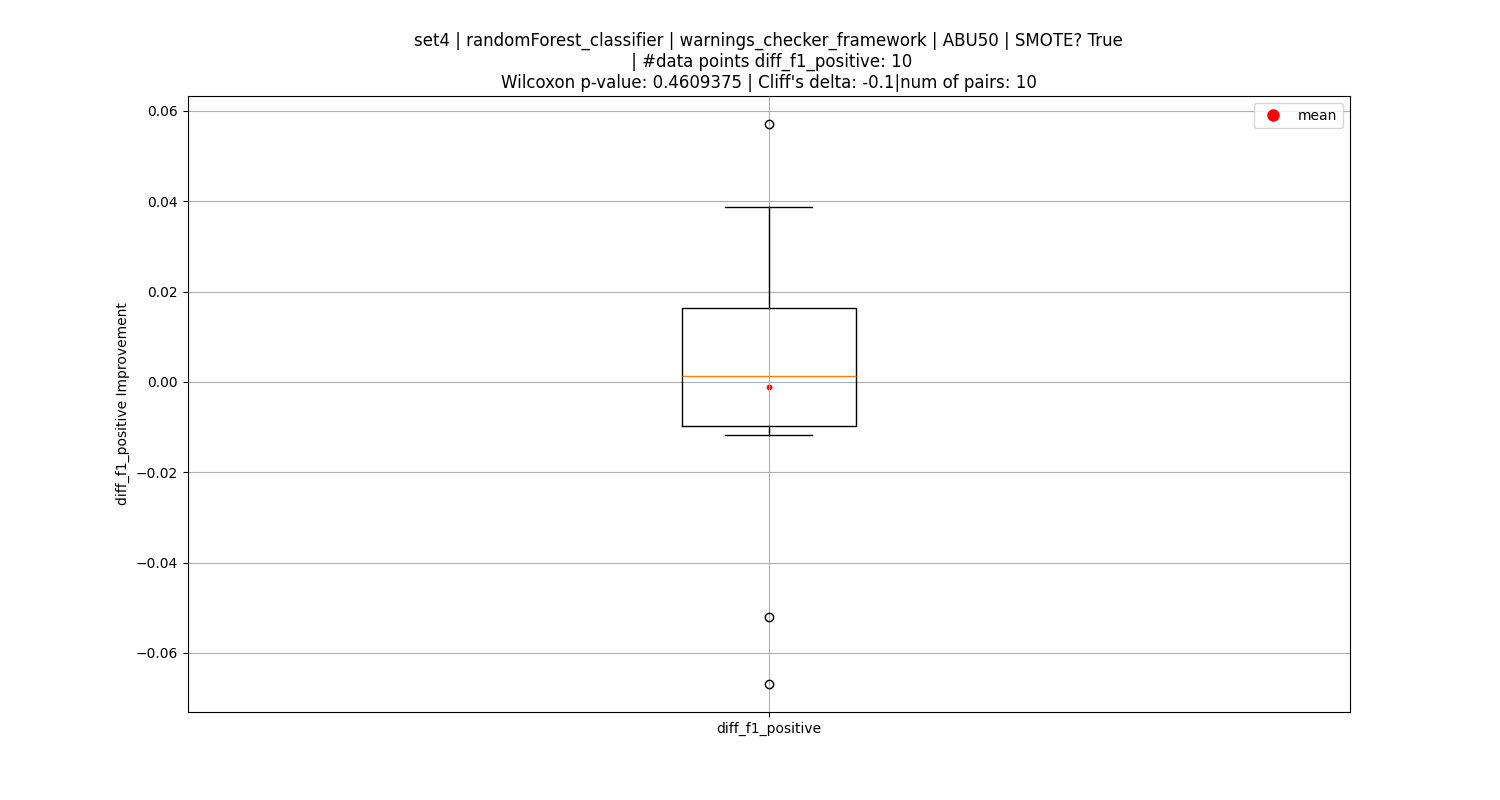 set4 | randomForest_classifier | warnings_checker_framework | ABU50 | SMOTE? True
| #data points diff_f1_positive: 10
Wilcoxon p-value: 0.4609375 | Cliff's delta: -0.1|num of pairs: 10
mean
0.06
0.04
0.02
0.00
−0.02
−0.04
−0.06
diff_f1_positive Improvement
diff_f1_positive